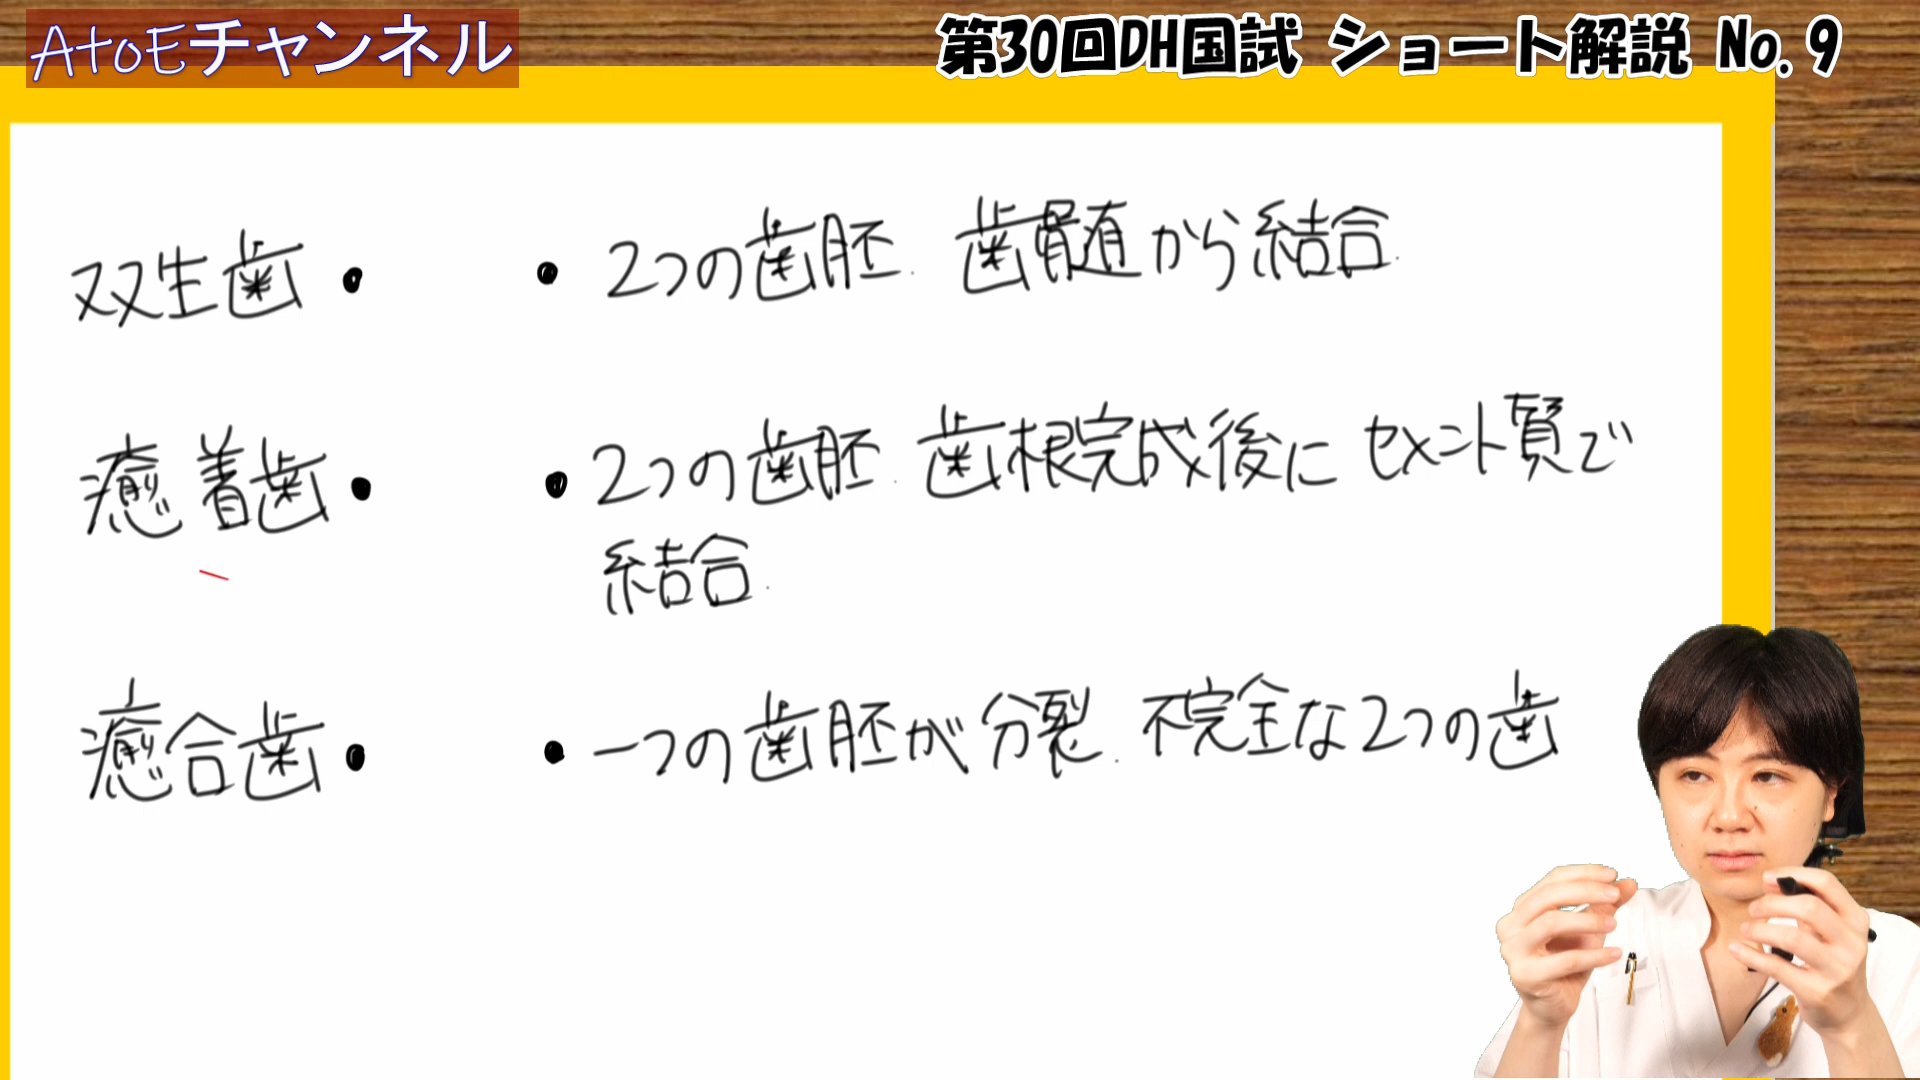 AtoEチャンネル
第30回DH国試 ショート解説 No.9
双生歯・ ・2つの歯胚. 歯髄から結合.
癒着歯・ ・2つの歯胚. 歯根完成後にセメント質で
結合.
癒合歯・ ・一つの歯胚が分裂. 不完全な2つの歯